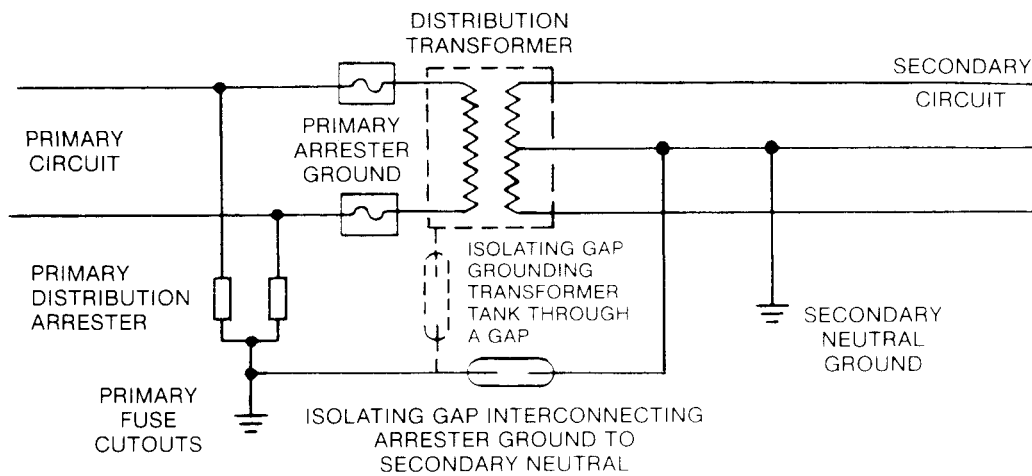 DISTRIBUTION
TRANSFORMER
SECONDARY
CIRCUIT
PRIMARY
CIRCUIT
PRIMARY
ARRESTER
GROUND
PRIMARY
DISTRIBUTION
ARRESTER
ISOLATING GAP
GROUNDING
TRANSFORMER
TANK THROUGH
A GAP
SECONDARY
NEUTRAL
GROUND
PRIMARY
FUSE
CUTOUTS
ISOLATING GAP INTERCONNECTING
ARRESTER GROUND TO
SECONDARY NEUTRAL